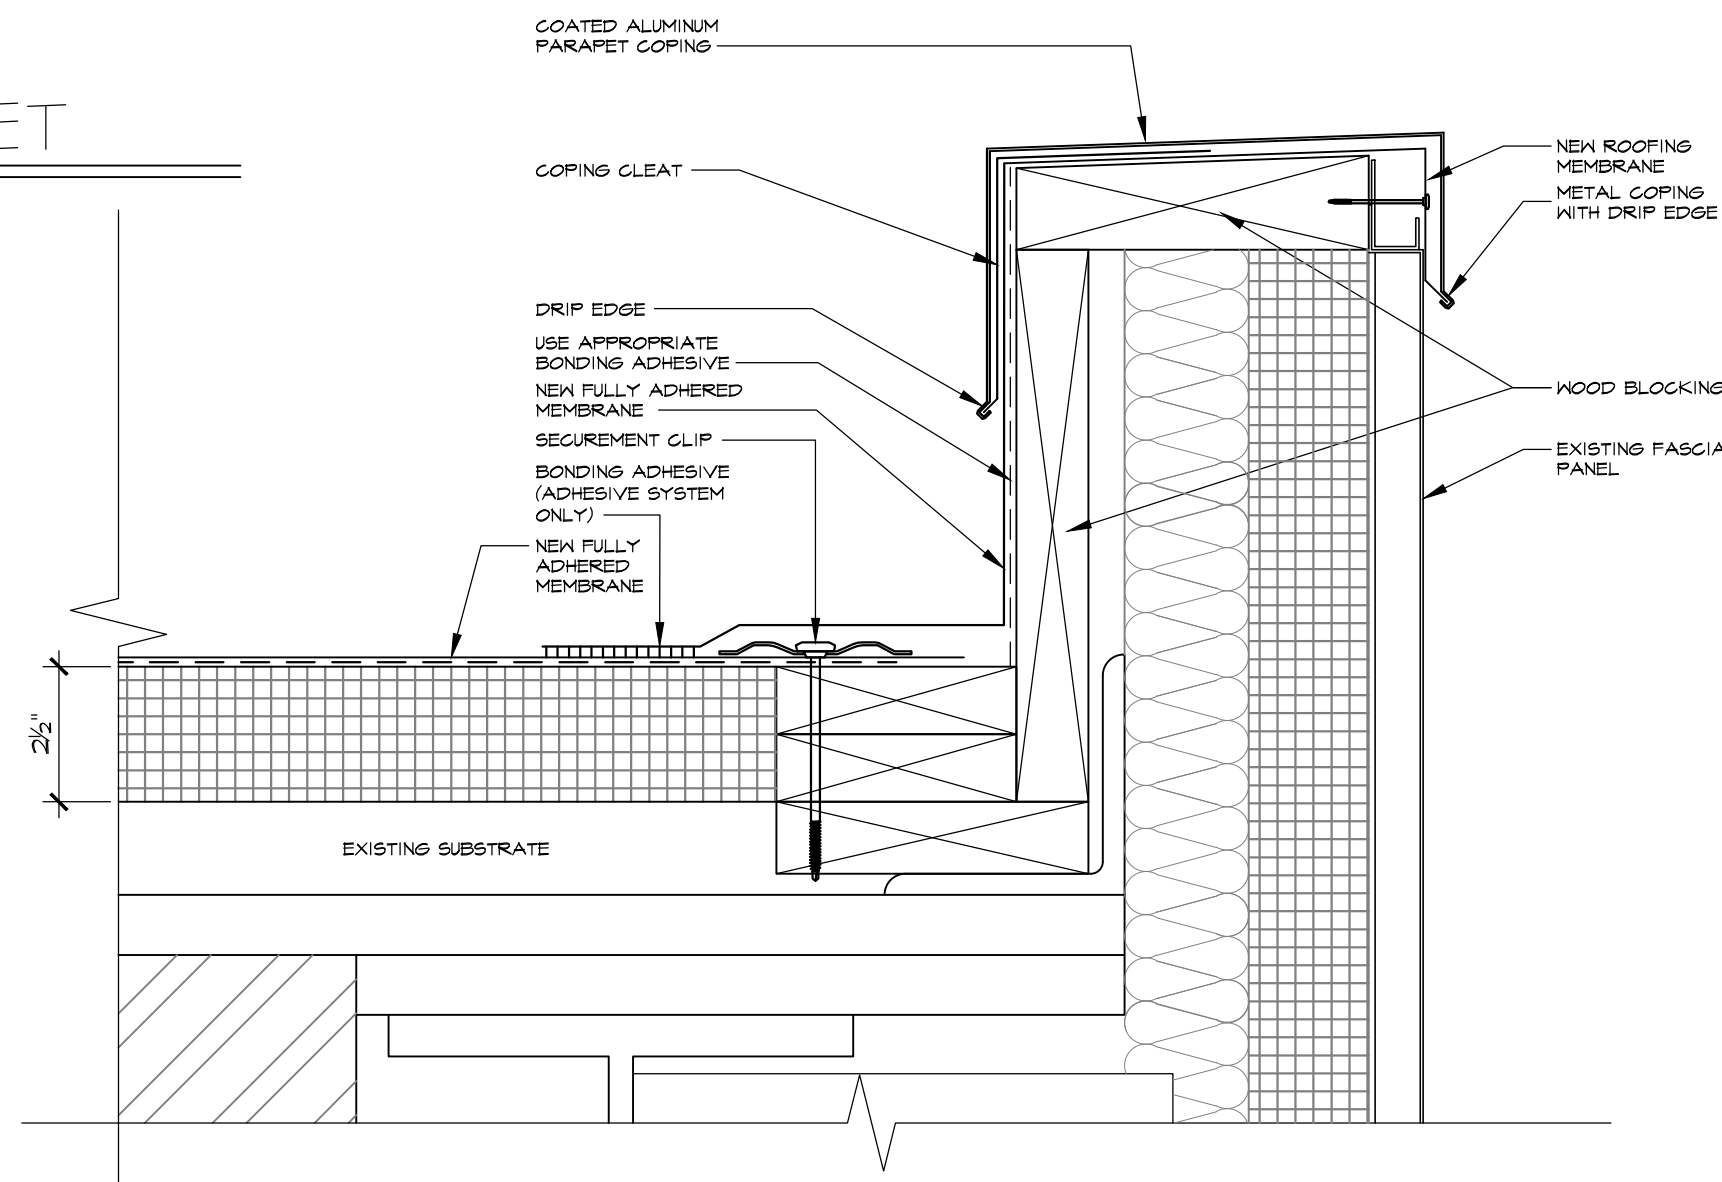 ET
COATED ALUMINUM
PARAPET COPING
COPING CLEAT
DRIP EDGE
USE APPROPRIATE
BONDING ADHESIVE
NEW FULLY ADHERED
MEMBRANE
SECUREMENT CLIP
BONDING ADHESIVE
(ADHESIVE SYSTEM
ONLY)
NEW FULLY
ADHERED
MEMBRANE
NEW ROOFING
MEMBRANE
METAL COPING
WITH DRIP EDGE
WOOD BLOCKING
EXISTING FASCIA
PANEL
2½"
EXISTING SUBSTRATE